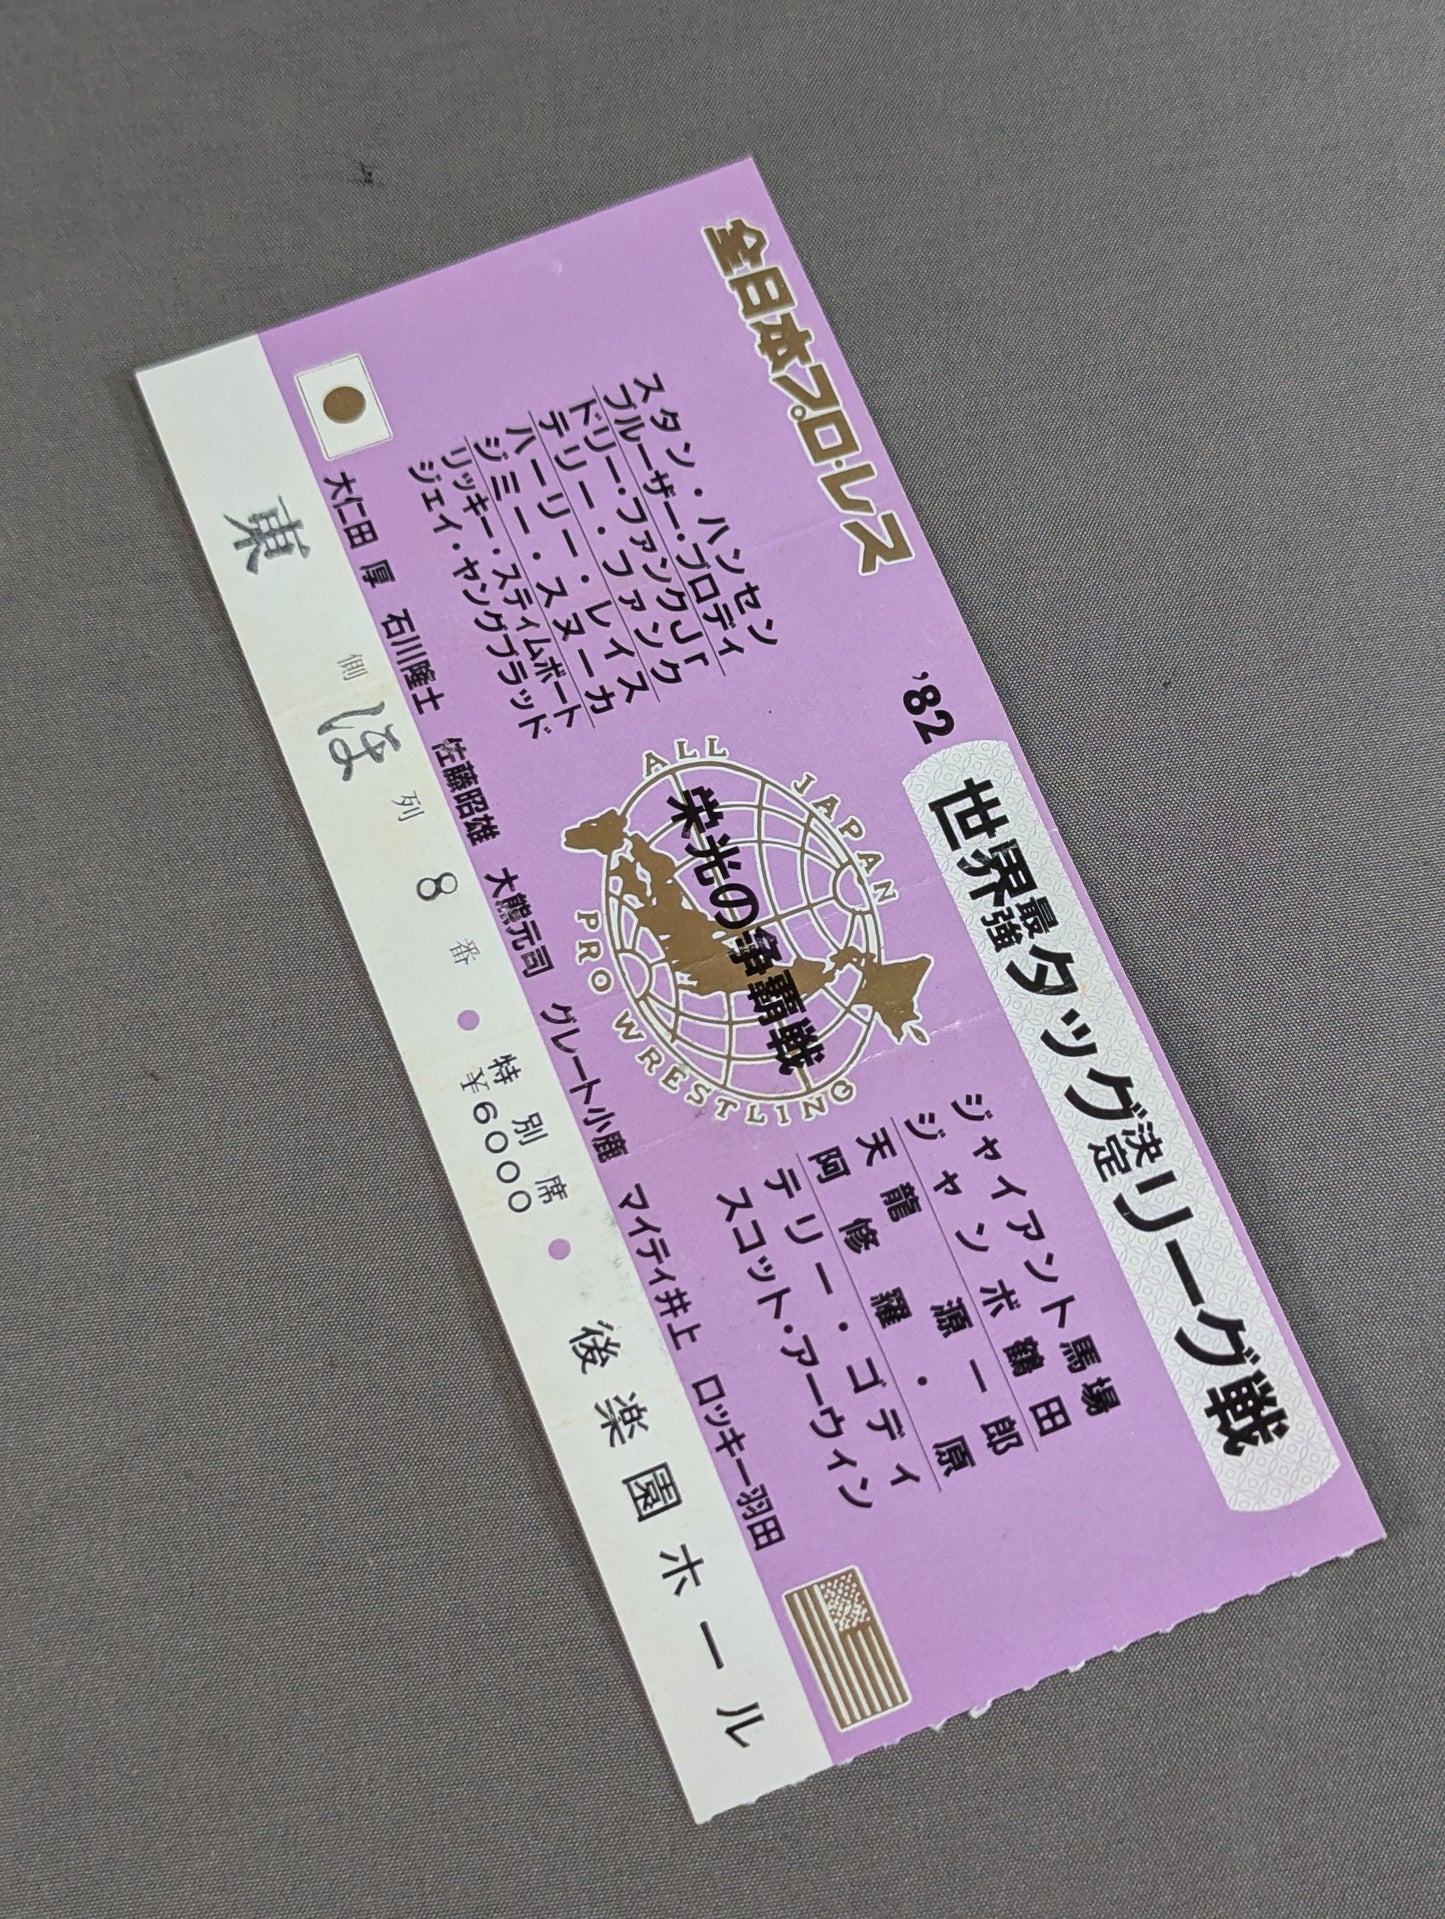 全日本プロ・レス
'82 世界最強タッグ決定リーグ戦
スタン・ハンセン
ブルーザー・ブロディ
ドリー・ファンクJr
テリー・ファンク
ハーリー・レイス
ジミー・スヌーカ
リッキー・スティムボート
ジェイ・ヤングブラッド
ALL JAPAN
PRO WRESTLING
栄光の争覇戦
ジャイアント馬場
ジャンボ鶴田
天龍源一郎
阿修羅・原
テリー・ゴディ
スコット・アーウィン
大仁田 厚 石川隆士 佐藤昭雄 大熊元司 グレート小鹿 マイティ井上 ロッキー羽田
東 側 ほ 列 8 番 ● 特別席 ¥6000 ● 後楽園ホール